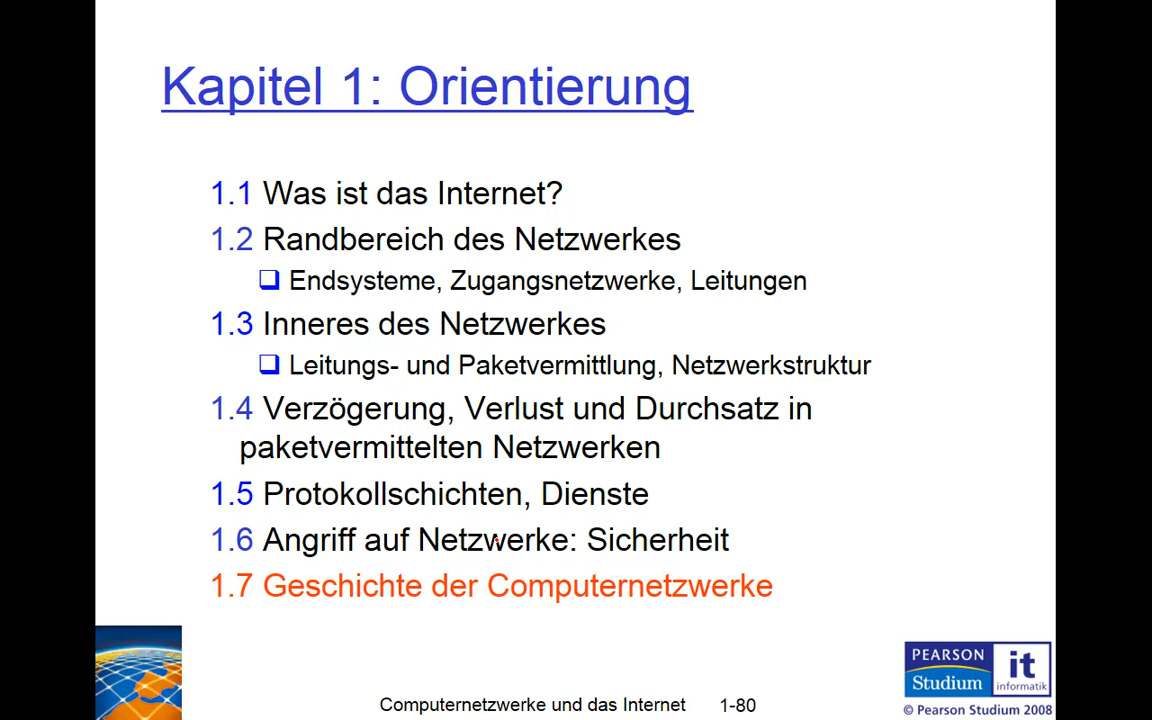 Kapitel 1: Orientierung
1.1 Was ist das Internet?
1.2 Randbereich des Netzwerkes
Endsysteme, Zugangsnetzwerke, Leitungen
1.3 Inneres des Netzwerkes
Leitungs- und Paketvermittlung, Netzwerkstruktur
1.4 Verzögerung, Verlust und Durchsatz in
paketvermittelten Netzwerken
1.5 Protokollschichten, Dienste
1.6 Angriff auf Netzwerke: Sicherheit
1.7 Geschichte der Computernetzwerke
PEARSON
Studium
it
informatik
Computernetzwerke und das Internet 1-80
© Pearson Studium 2008